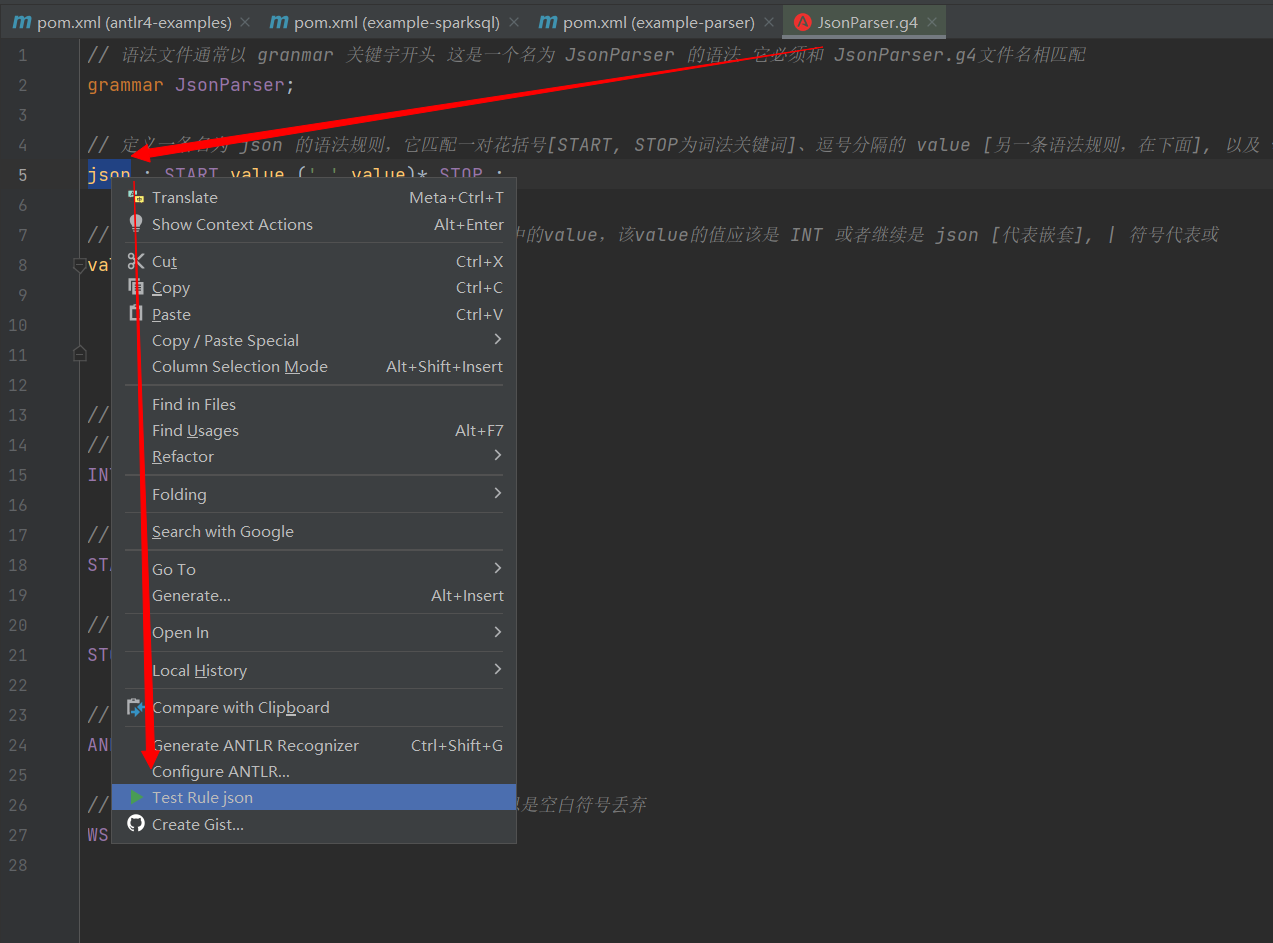 pom.xml (antlr4-examples) pom.xml (example-sparksql) pom.xml (example-parser) JsonParser.g4
1 // 语法文件通常以 granmar 关键字开头 这是一个名为 JsonParser 的语法 它必须和 JsonParser.g4文件名相匹配
2 grammar JsonParser;
3
4 // 定义一条名为 json 的语法规则，它匹配一对花括号[START, STOP为词法关键词]、逗号分隔的 value [另一条语法规则，在下面], 以及
5 json : START value (',' value)* STOP ;
6
Translate Meta+Ctrl+T
Show Context Actions Alt+Enter
7 // 中的value，该value的值应该是 INT 或者继续是 json [代表嵌套], | 符号代表或
8 val
Cut Ctrl+X
9
Copy Ctrl+C
10
Paste Ctrl+V
11
Copy / Paste Special
12
Column Selection Mode Alt+Shift+Insert
13 //
Find in Files
14 //
Find Usages Alt+F7
15 INT
Refactor
16
Folding
17 //
Search with Google
18 STA
Go To
19
Generate... Alt+Insert
20 //
Open In
21 STO
22
Local History
23 //
Compare with Clipboard
24 AN
Generate ANTLR Recognizer Ctrl+Shift+G
25
Configure ANTLR...
26 // 是空白符号丢弃
Test Rule json
27 WS
Create Gist...
28